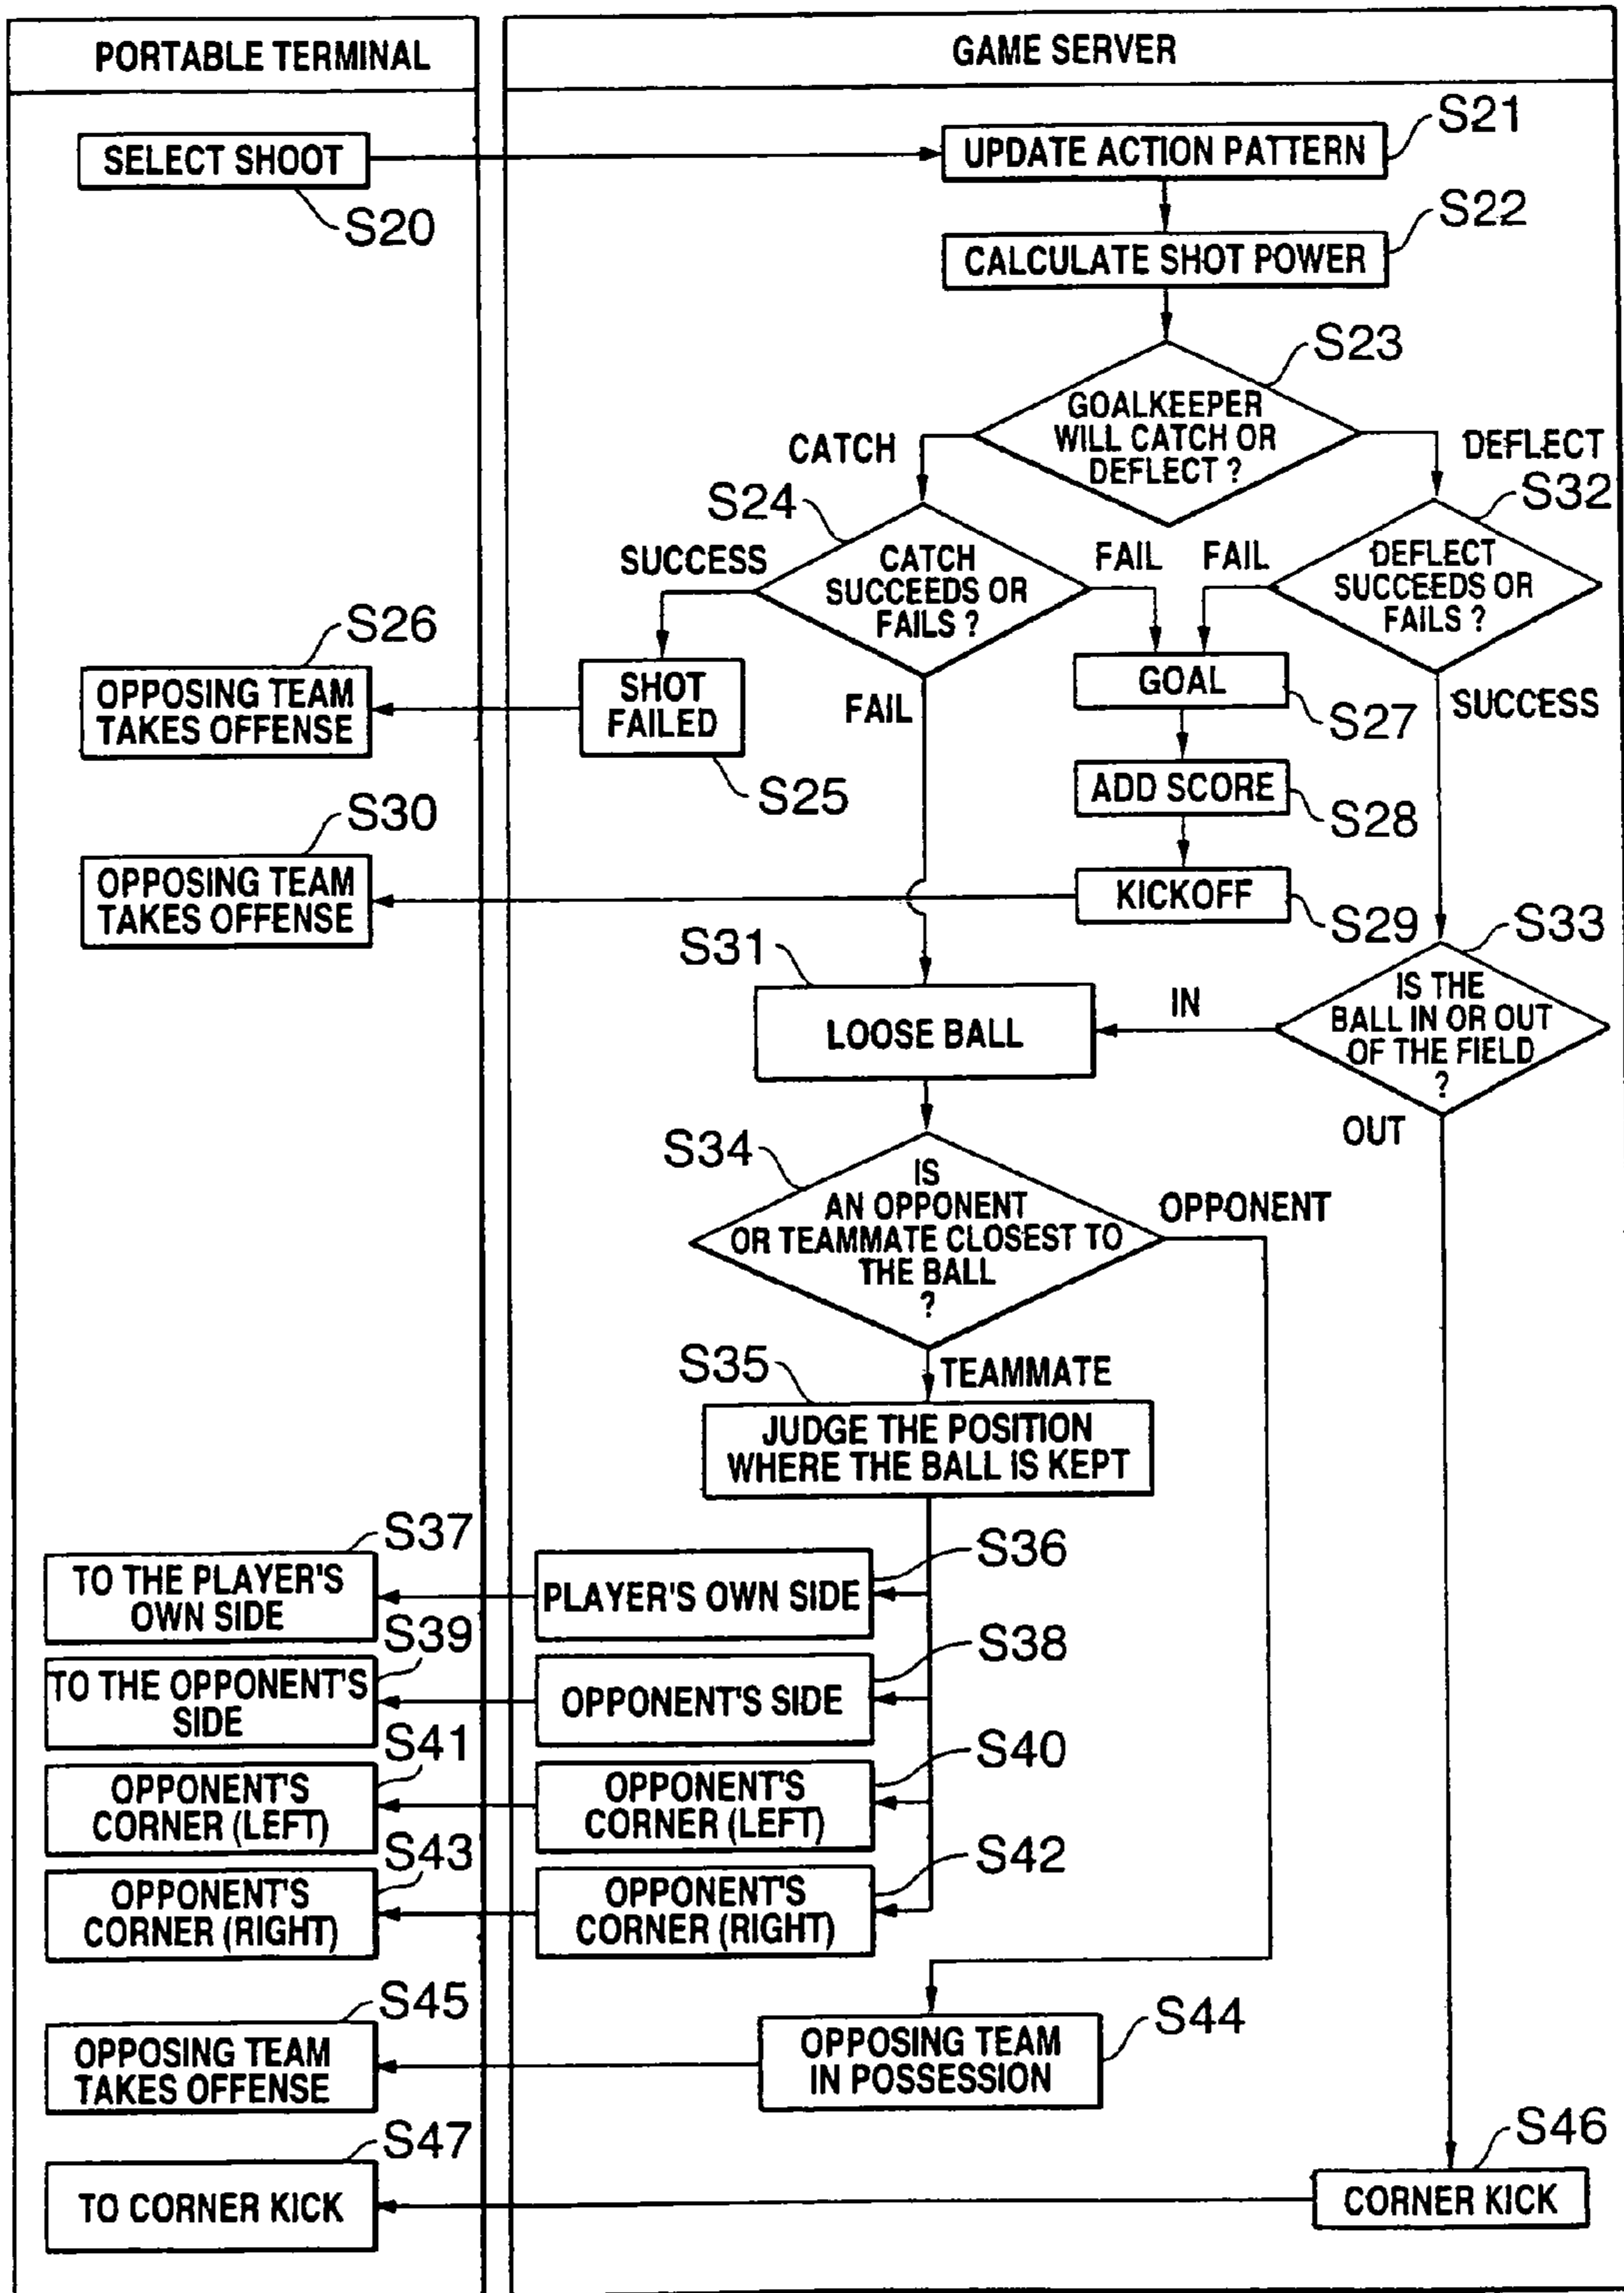 PORTABLE TERMINAL
GAME SERVER
SELECT SHOOT
S20
UPDATE ACTION PATTERN
S21
CALCULATE SHOT POWER
S22
S23
GOALKEEPER
WILL CATCH OR
DEFLECT ?
CATCH
DEFLECT
S24
S32
SUCCESS
CATCH
SUCCEEDS OR
FAILS ?
FAIL
FAIL
DEFLECT
SUCCEEDS OR
FAILS ?
S26
OPPOSING TEAM
TAKES OFFENSE
SHOT
FAILED
S25
FAIL
GOAL
S27
SUCCESS
ADD SCORE
S28
S30
OPPOSING TEAM
TAKES OFFENSE
KICKOFF
S29
S33
S31
LOOSE BALL
IN
IS THE
BALL IN OR OUT
OF THE FIELD
?
OUT
S34
IS
AN OPPONENT
OR TEAMMATE CLOSEST TO
THE BALL
?
OPPONENT
S35
TEAMMATE
JUDGE THE POSITION
WHERE THE BALL IS KEPT
S37
TO THE PLAYER'S
OWN SIDE
PLAYER'S OWN SIDE
S36
S39
TO THE OPPONENT'S
SIDE
OPPONENT'S SIDE
S38
S41
OPPONENT'S
CORNER (LEFT)
OPPONENT'S
CORNER (LEFT)
S40
S43
OPPONENT'S
CORNER (RIGHT)
OPPONENT'S
CORNER (RIGHT)
S42
S45
OPPOSING TEAM
TAKES OFFENSE
OPPOSING TEAM
IN POSSESSION
S44
S47
TO CORNER KICK
S46
CORNER KICK